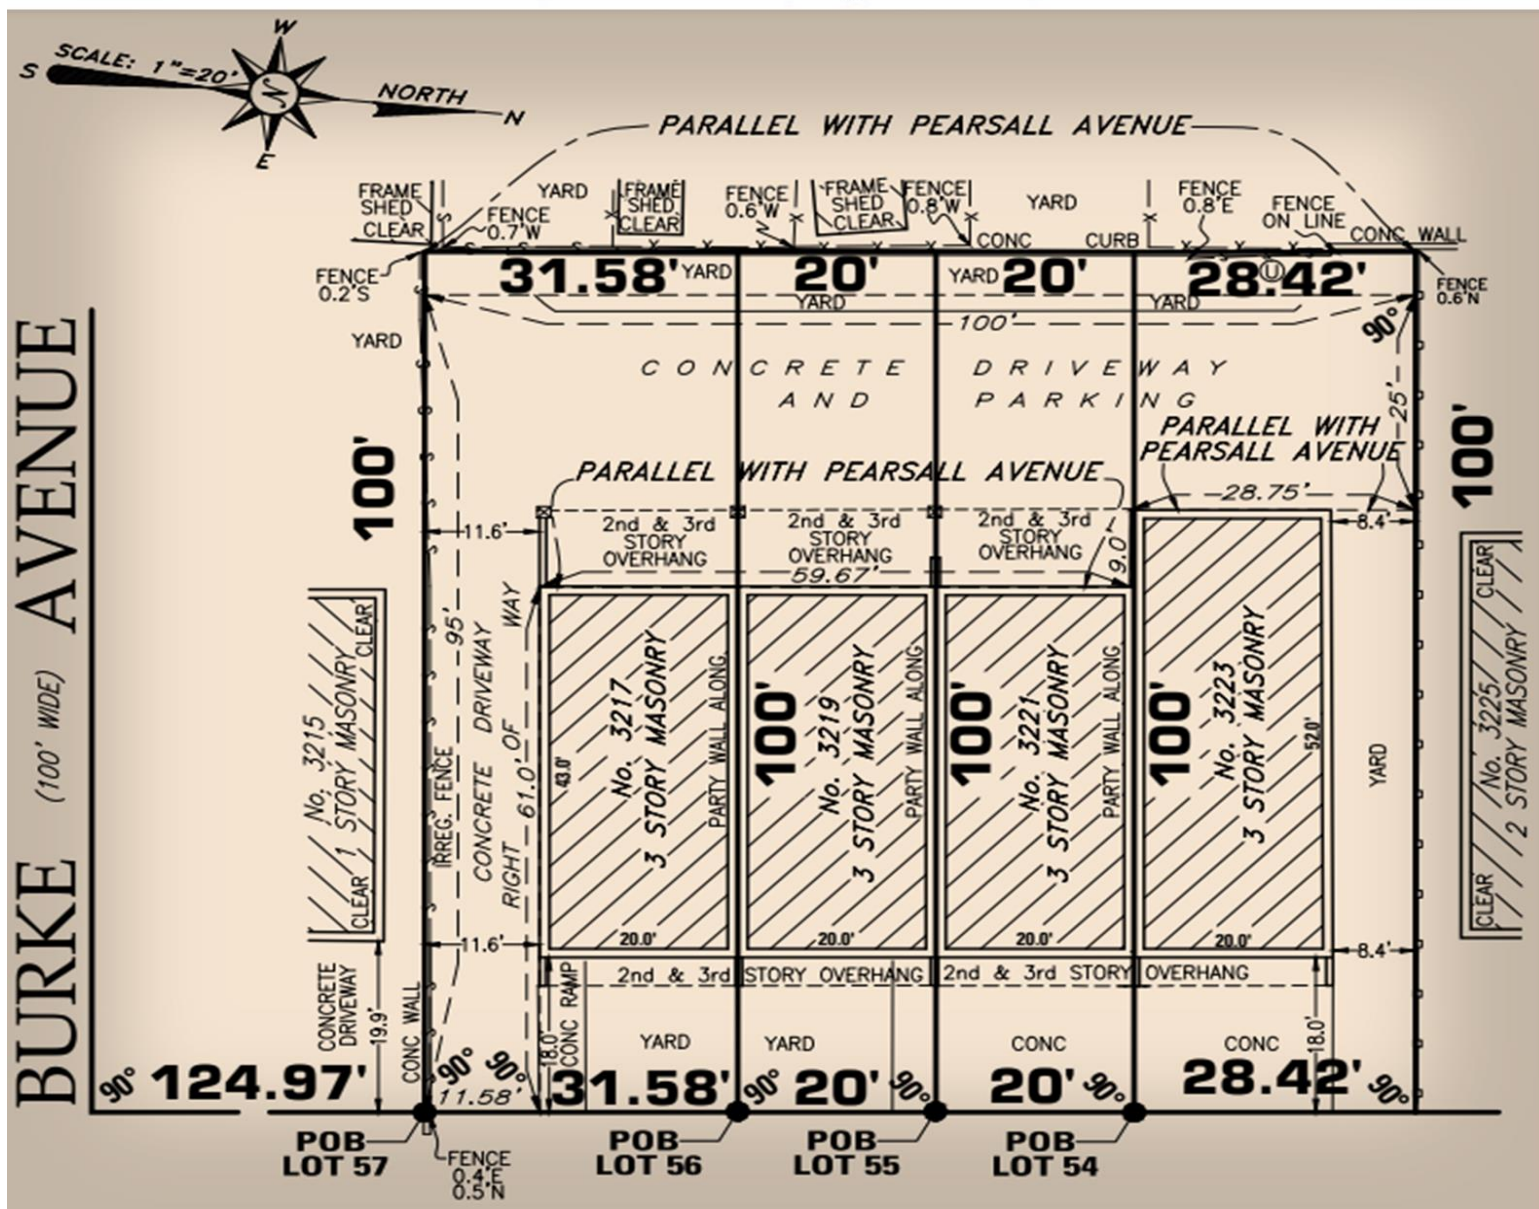 W
S
SCALE: 1"=20'
NORTH
N
E
PARALLEL WITH PEARSALL AVENUE
FRAME
SHED
CLEAR
FENCE
0.7'W
YARD
FRAME
SHED
CLEAR
FENCE
0.6'W
FRAME
SHED
CLEAR
FENCE
0.8'W
YARD
FENCE
0.8'E
FENCE
ON LINE
CONC CURB
CONC WALL
FENCE
0.2'S
31.58'
YARD
20'
YARD
20'
28.42'
U
FENCE
0.6'N
YARD
YARD
100'
90°
YARD
CONCRETE DRIVEWAY
AND PARKING
25'
100'
100'
PARALLEL WITH
PEARSALL AVENUE
PARALLEL WITH PEARSALL AVENUE
28.75'
11.6'
2nd & 3rd
STORY
OVERHANG
2nd & 3rd
STORY
OVERHANG
2nd & 3rd
STORY
OVERHANG
9.0'
8.4'
59.67'
BURKE AVENUE
(100' WIDE)
No. 3215
1 STORY MASONRY
CLEAR
CLEAR
95'
IRREG. FENCE
CONCRETE DRIVEWAY
RIGHT OF WAY
61.0'
43.0'
No. 3217
3 STORY MASONRY
PARTY WALL ALONG
20.0'
100'
No. 3219
3 STORY MASONRY
PARTY WALL ALONG
20.0'
100'
No. 3221
3 STORY MASONRY
PARTY WALL ALONG
20.0'
100'
No. 3223
3 STORY MASONRY
52.0'
20.0'
YARD
CLEAR
CLEAR
No. 3225
2 STORY MASONRY
11.6'
8.4'
2nd & 3rd STORY OVERHANG
2nd & 3rd STORY OVERHANG
CONCRETE
DRIVEWAY
19.9'
CONC WALL
18.0'
CONC RAMP
YARD
YARD
CONC
CONC
18.0'
90°
124.97'
90°
90°
11.58'
31.58'
90°
20'
90°
20'
90°
28.42'
90°
POB
LOT 57
POB
LOT 56
POB
LOT 55
POB
LOT 54
FENCE
0.4'E
0.5'N